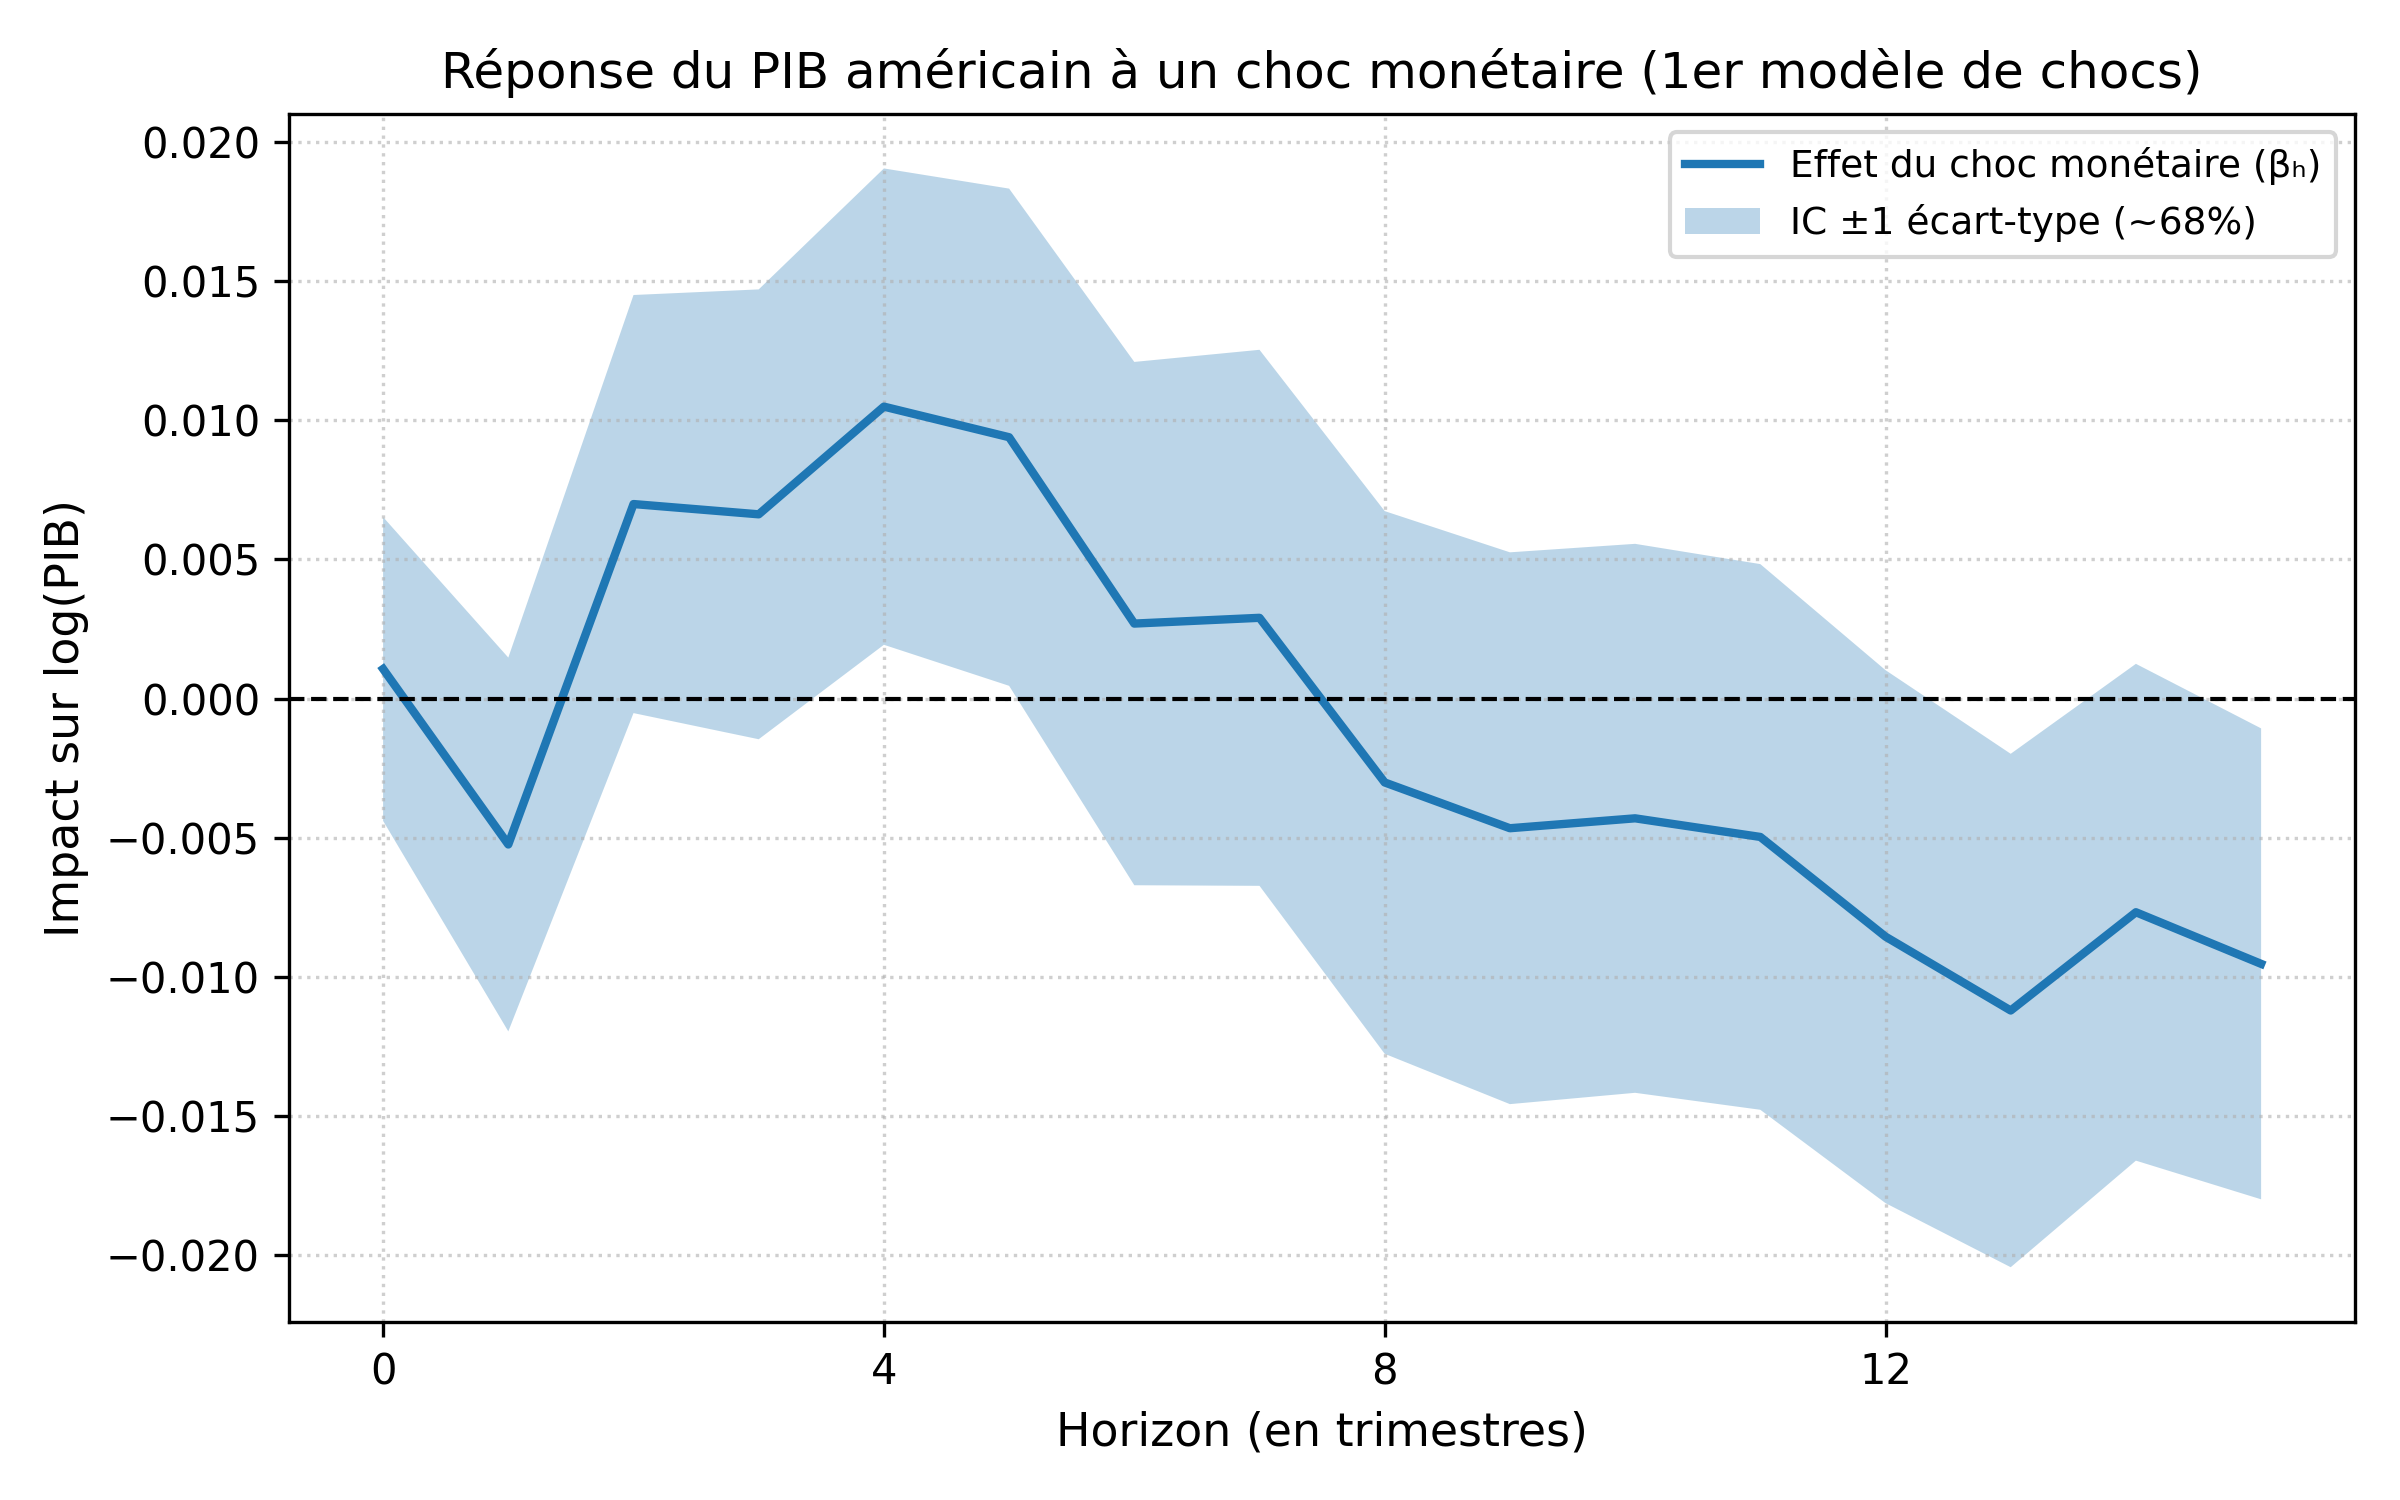 Réponse du PIB américain à un choc monétaire (1er modèle de chocs)
Effet du choc monétaire (βₕ)
IC ±1 écart-type (~68%)
Impact sur log(PIB)
0.020
0.015
0.010
0.005
0.000
−0.005
−0.010
−0.015
−0.020
0 4 8 12
Horizon (en trimestres)